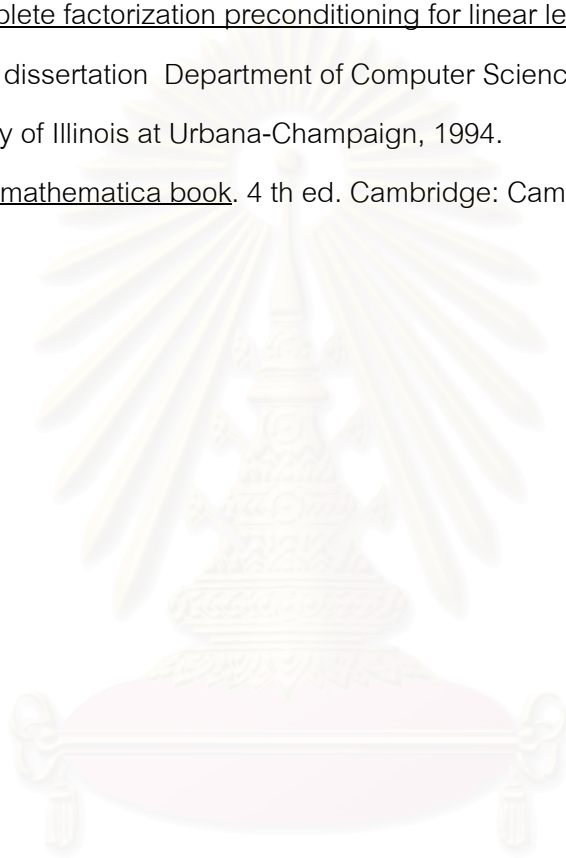 plete factorization preconditioning for linear le
dissertation Department of Computer Scienc
y of Illinois at Urbana-Champaign, 1994.
mathematica book. 4 th ed. Cambridge: Cam